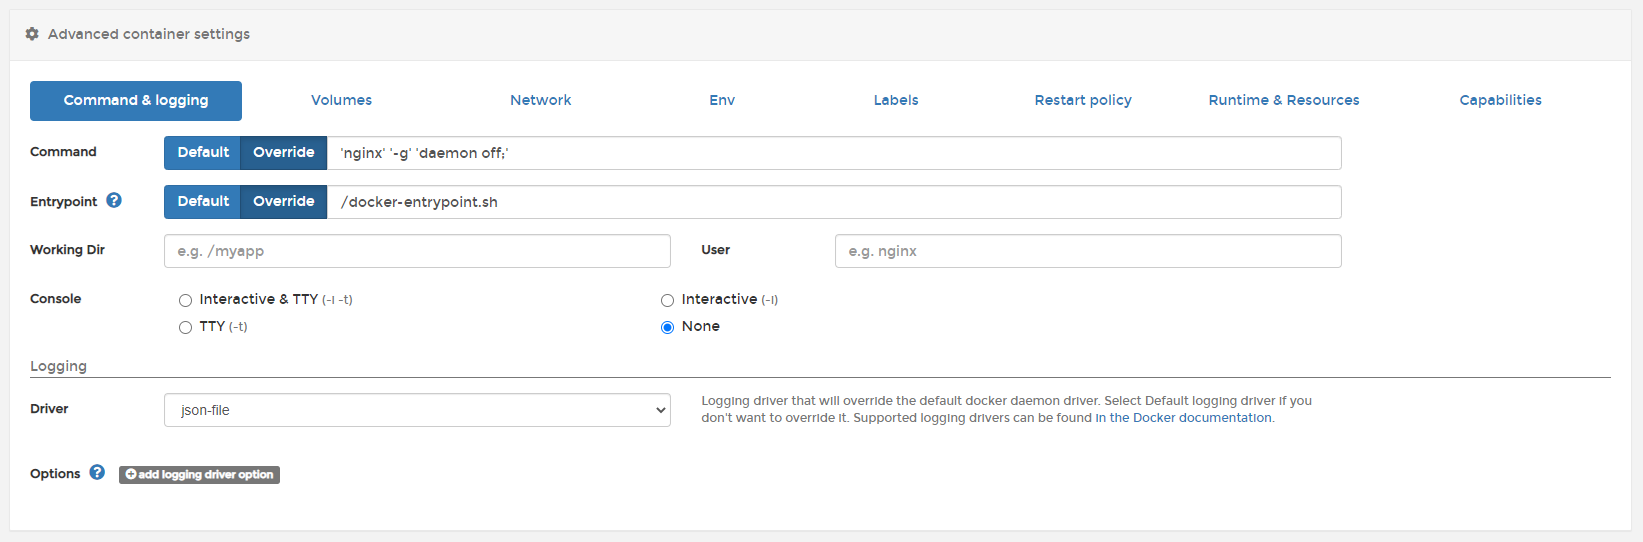 Advanced container settings
Command & logging Volumes Network Env Labels Restart policy Runtime & Resources Capabilities
Command Default Override 'nginx' '-g' 'daemon off;'
Entrypoint ? Default Override /docker-entrypoint.sh
Working Dir e.g. /myapp User e.g. nginx
Console Interactive & TTY (-i -t) Interactive (-i)
TTY (-t) None
Logging
Driver json-file Logging driver that will override the default docker daemon driver. Select Default logging driver if you
don't want to override it. Supported logging drivers can be found in the Docker documentation.
Options ? add logging driver option